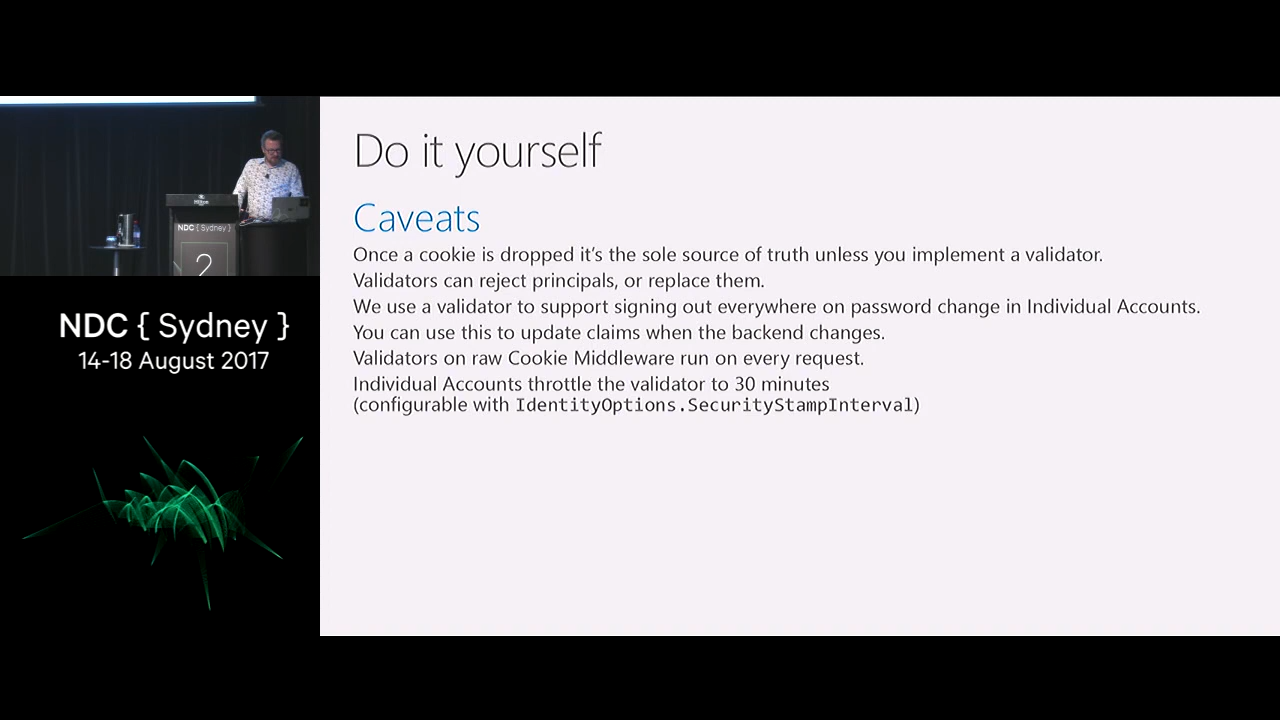 Do it yourself
Caveats
Once a cookie is dropped it’s the sole source of truth unless you implement a validator.
Validators can reject principals, or replace them.
We use a validator to support signing out everywhere on password change in Individual Accounts.
You can use this to update claims when the backend changes.
Validators on raw Cookie Middleware run on every request.
Individual Accounts throttle the validator to 30 minutes
(configurable with IdentityOptions.SecurityStampInterval)
Hilton
NDC { Sydney }
2
NDC { Sydney }
14-18 August 2017